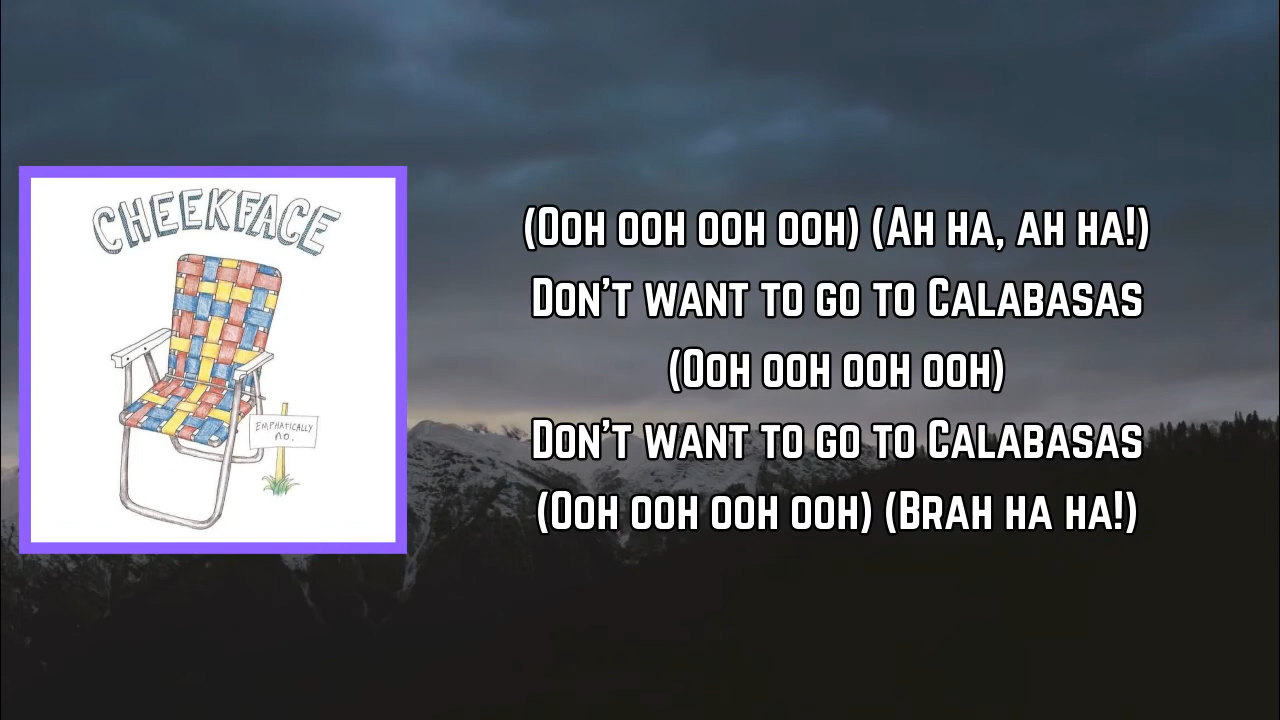 CHEEKFACE
EMPHATICALLY
NO.
(Ooh ooh ooh ooh) (Ah ha, ah ha!)
Don't want to go to Calabasas
(Ooh ooh ooh ooh)
Don't want to go to Calabasas
(Ooh ooh ooh ooh) (Brah ha ha!)